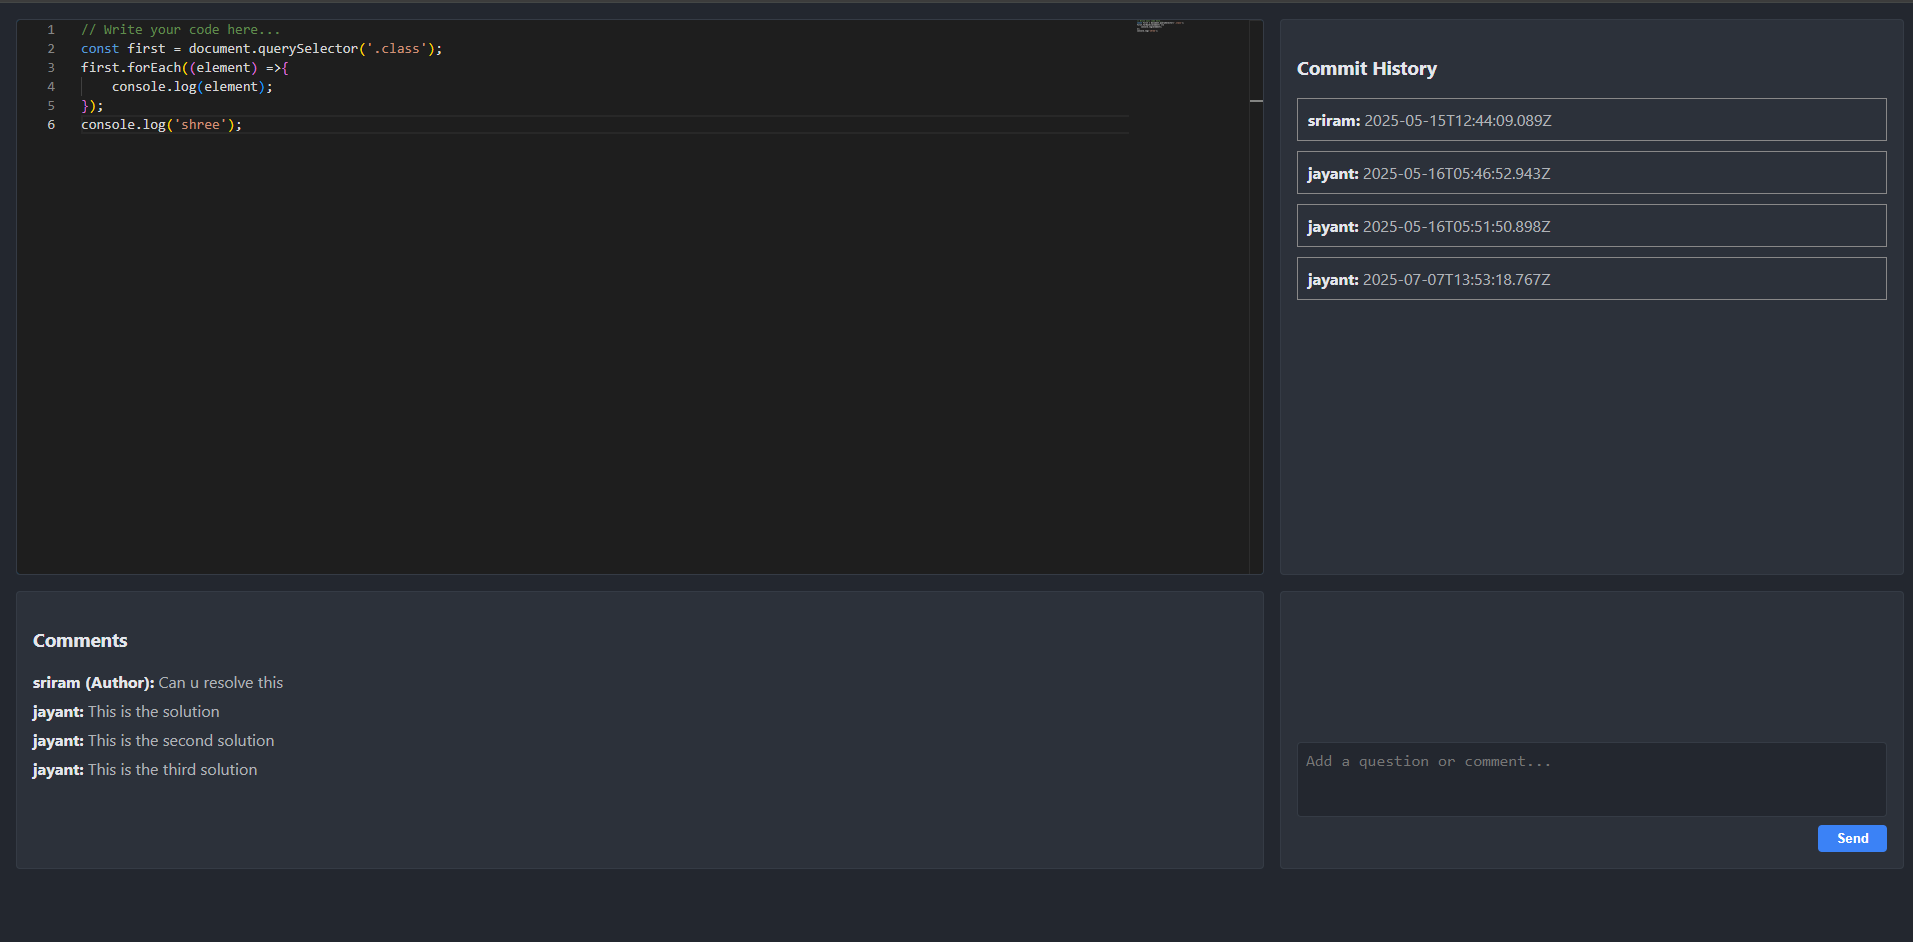 1 // Write your code here...
2 const first = document.querySelector('.class');
3 first.forEach((element) =>{
4     console.log(element);
5 });
6 console.log('shree');
Commit History
sriram: 2025-05-15T12:44:09.089Z
jayant: 2025-05-16T05:46:52.943Z
jayant: 2025-05-16T05:51:50.898Z
jayant: 2025-07-07T13:53:18.767Z
Comments
sriram (Author): Can u resolve this
jayant: This is the solution
jayant: This is the second solution
jayant: This is the third solution
Add a question or comment...
Send